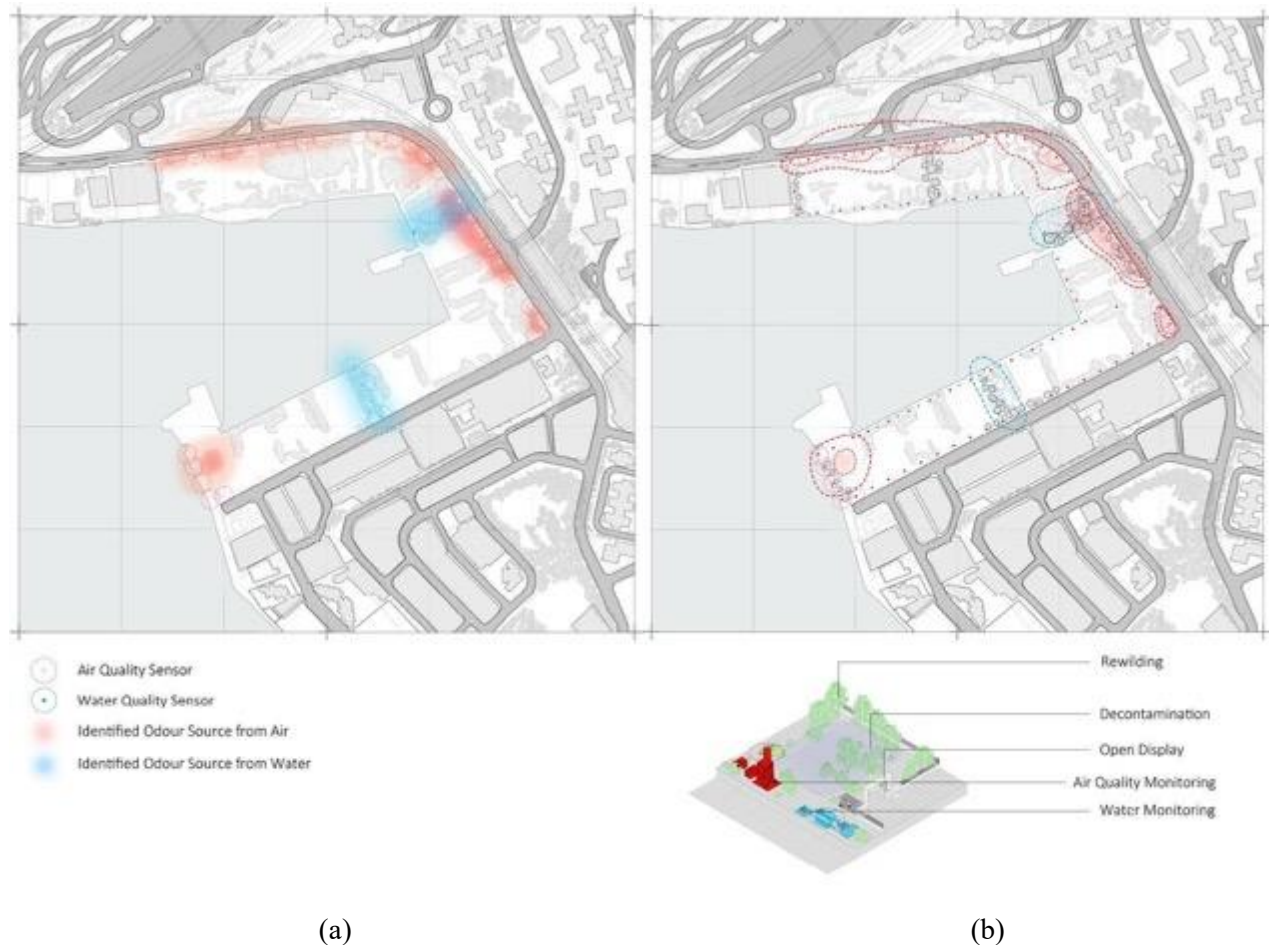 Air Quality Sensor
Water Quality Sensor
Identified Odour Source from Air
Identified Odour Source from Water
Rewilding
Decontamination
Open Display
Air Quality Monitoring
Water Monitoring
(a)
(b)